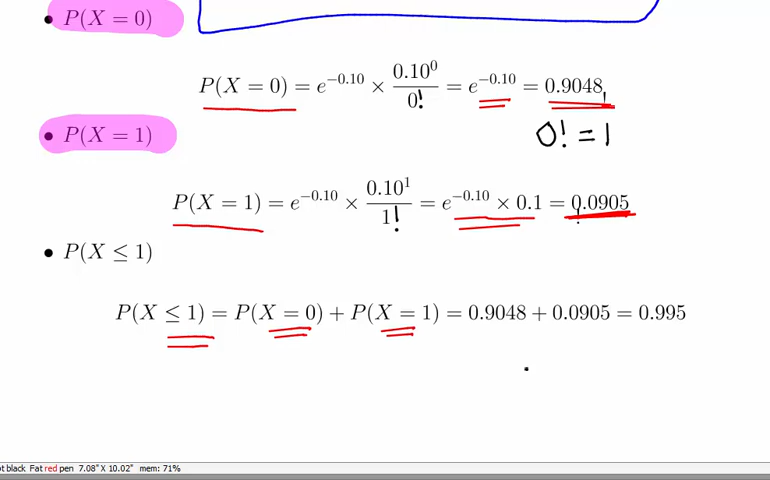 • P(X = 0)
P(X = 0) = e^{−0.10} × 0.10^0 / 0! = e^{−0.10} = 0.9048
0! = 1
• P(X = 1)
P(X = 1) = e^{−0.10} × 0.10^1 / 1! = e^{−0.10} × 0.1 = 0.0905
• P(X ≤ 1)
P(X ≤ 1) = P(X = 0) + P(X = 1) = 0.9048 + 0.0905 = 0.995
ot black Fat red pen 7.08" X 10.02" mem: 71%